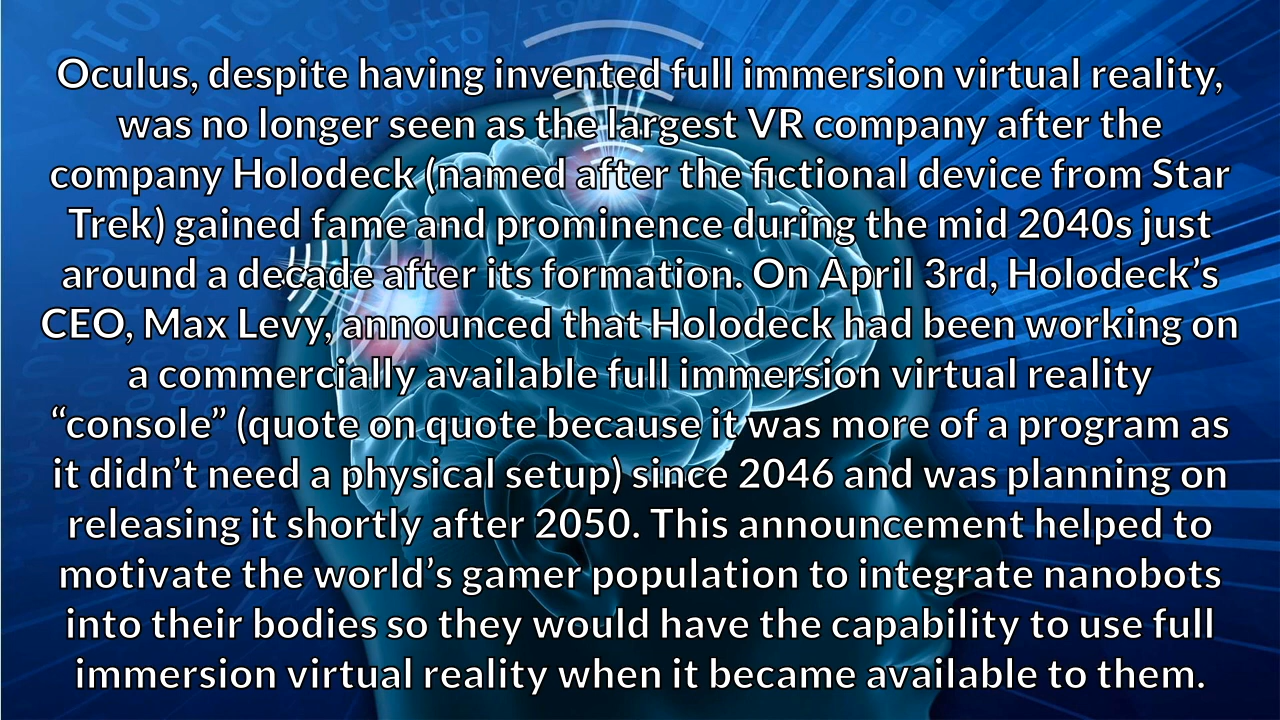 Oculus, despite having invented full immersion virtual reality,
was no longer seen as the largest VR company after the
company Holodeck (named after the fictional device from Star
Trek) gained fame and prominence during the mid 2040s just
around a decade after its formation. On April 3rd, Holodeck’s
CEO, Max Levy, announced that Holodeck had been working on
a commercially available full immersion virtual reality
“console” (quote on quote because it was more of a program as
it didn’t need a physical setup) since 2046 and was planning on
releasing it shortly after 2050. This announcement helped to
motivate the world’s gamer population to integrate nanobots
into their bodies so they would have the capability to use full
immersion virtual reality when it became available to them.